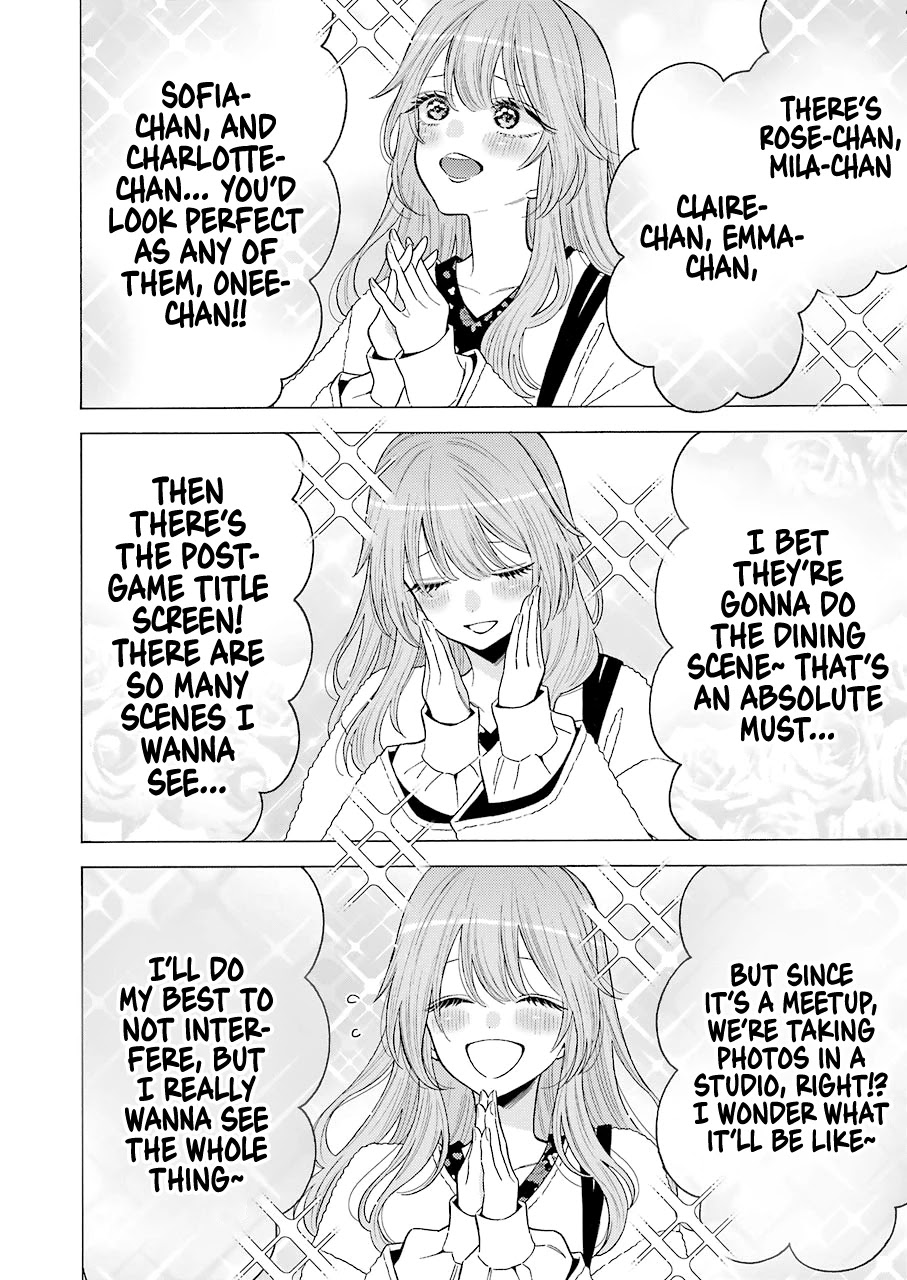 THERE'S
ROSE-CHAN,
MILA-CHAN
CLAIRE-
CHAN, EMMA-
CHAN,
SOFIA-
CHAN, AND
CHARLOTTE-
CHAN... YOU'D
LOOK PERFECT
AS ANY OF
THEM, ONEE-
CHAN!!
I BET
THEY'RE
GONNA DO
THE DINING
SCENE~ THAT'S
AN ABSOLUTE
MUST...
THEN
THERE'S
THE POST-
GAME TITLE
SCREEN!
THERE ARE
SO MANY
SCENES I
WANNA
SEE...
BUT SINCE
IT'S A MEETUP,
WE'RE TAKING
PHOTOS IN A
STUDIO, RIGHT!?
I WONDER WHAT
IT'LL BE LIKE~
I'LL DO
MY BEST TO
NOT INTER-
FERE, BUT
I REALLY
WANNA SEE
THE WHOLE
THING~